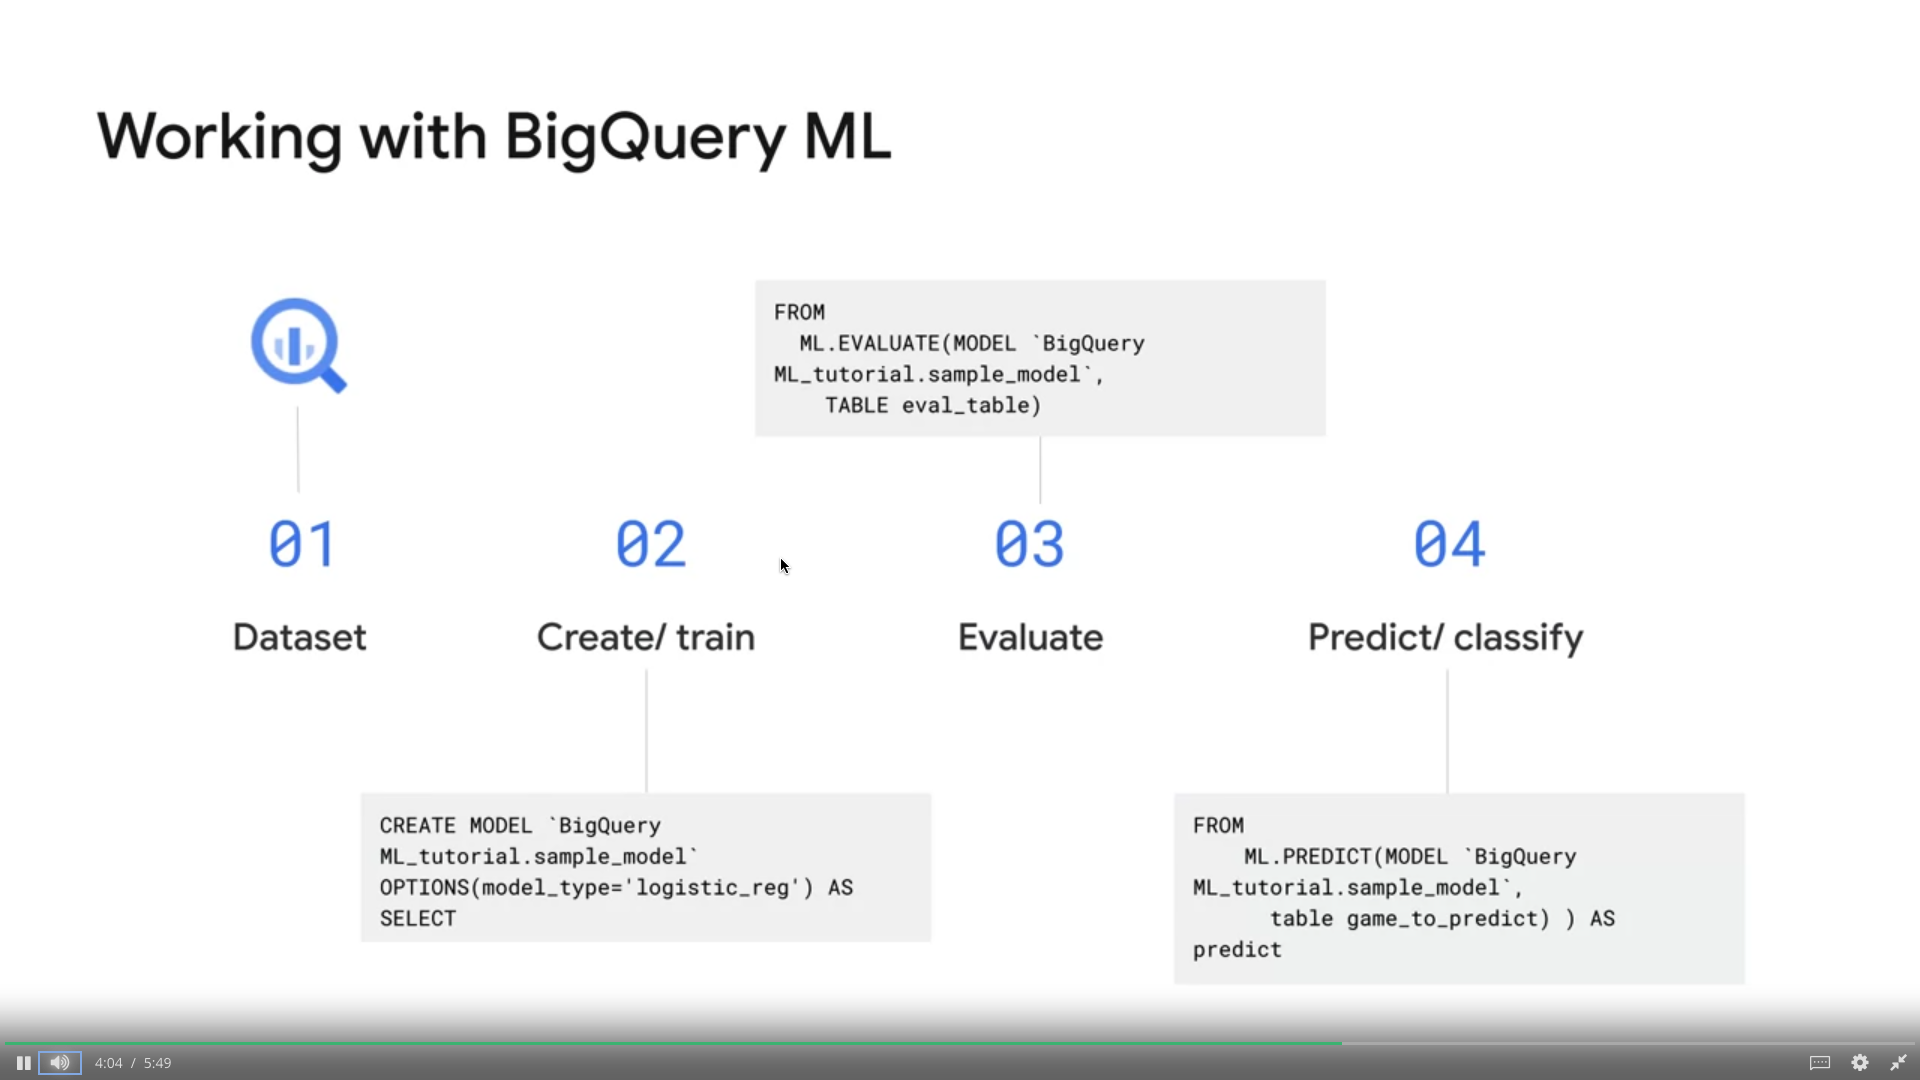 Working with BigQuery ML
FROM
ML.EVALUATE(MODEL `BigQuery
ML_tutorial.sample_model`,
TABLE eval_table)
01
02
03
04
Dataset
Create/ train
Evaluate
Predict/ classify
CREATE MODEL `BigQuery
ML_tutorial.sample_model`
OPTIONS(model_type='logistic_reg') AS
SELECT
FROM
ML.PREDICT(MODEL `BigQuery
ML_tutorial.sample_model`,
table game_to_predict) ) AS
predict
4:04 / 5:49